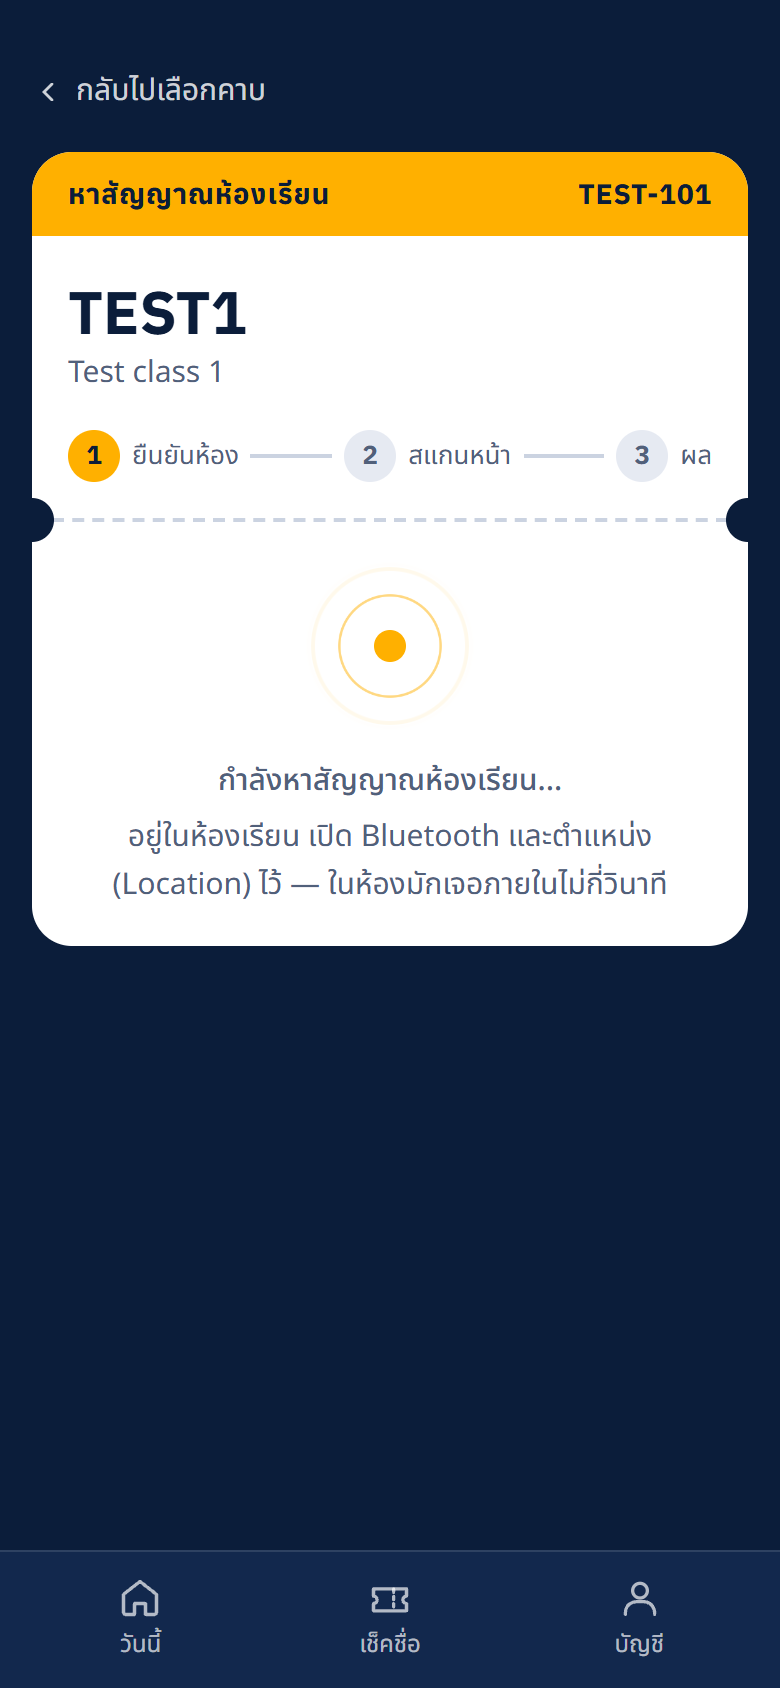 กลับไปเลือกคาบ
หาสัญญาณห้องเรียน TEST-101
TEST1
Test class 1
1 ยืนยันห้อง 2 สแกนหน้า 3 ผล
กำลังหาสัญญาณห้องเรียน...
อยู่ในห้องเรียน เปิด Bluetooth และตำแหน่ง
(Location) ไว้ — ในห้องมักเจอภายในไม่กี่วินาที
วันนี้ เช็คชื่อ บัญชี